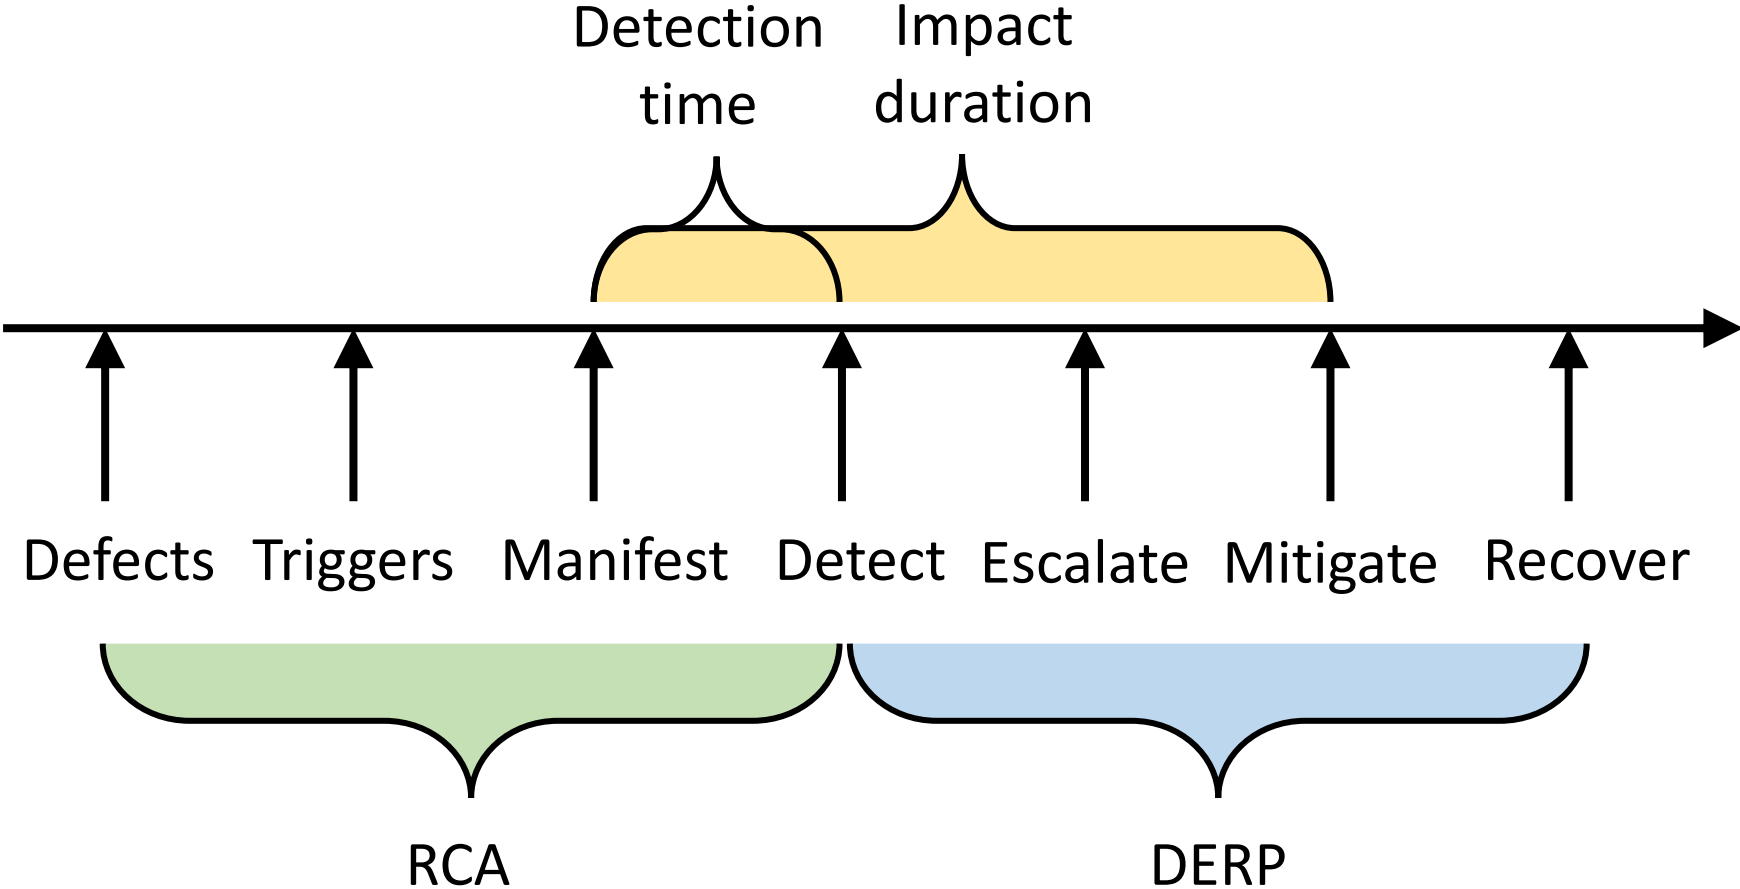 Detection
time
Impact
duration
Defects
Triggers
Manifest
Detect
Escalate
Mitigate
Recover
RCA
DERP